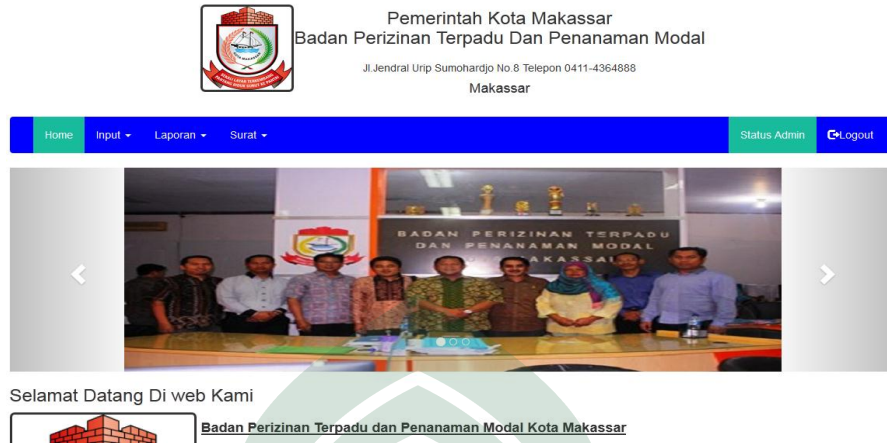 Pemerintah Kota Makassar
Badan Perizinan Terpadu Dan Penanaman Modal
Jl.Jendral Urip Sumohardjo No.8 Telepon 0411-4364888
Makassar
Home Input Laporan Surat Status Admin Logout
BADAN PERIZINAN TERPADU
DAN PENANAMAN MODAL
Selamat Datang Di web Kami
Badan Perizinan Terpadu dan Penanaman Modal Kota Makassar